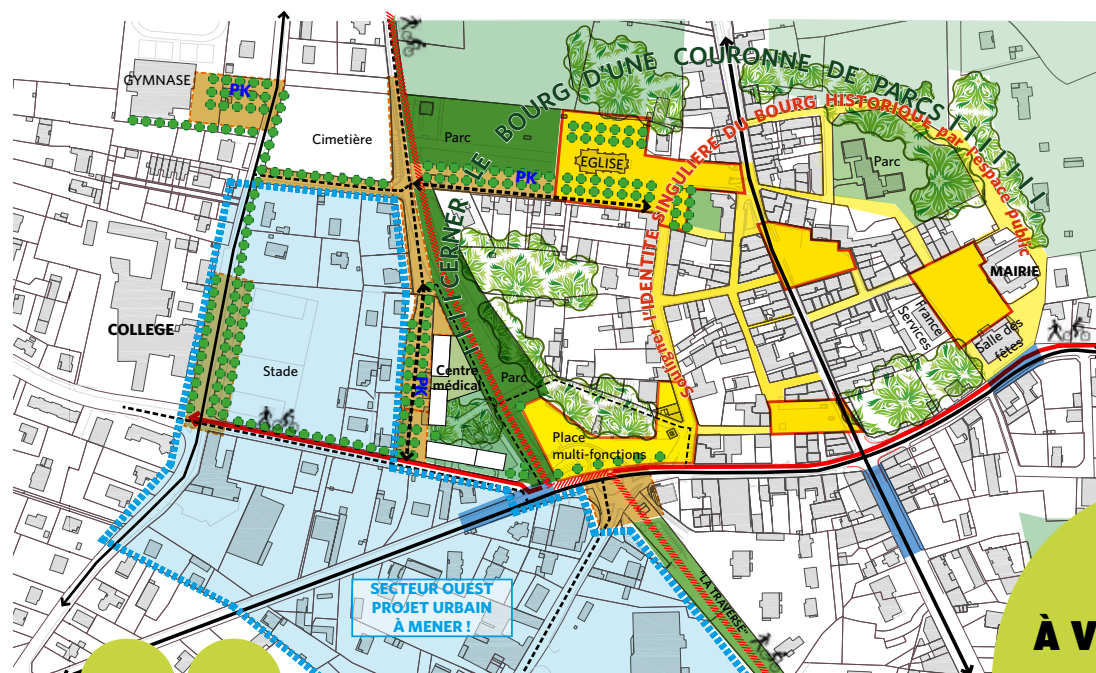 GYMNASE
PK
Cimetière
Parc
CERNER LE BOURG D'UNE COURONNE DE PARCS !!!!!!
EGLISE
PK
Souligner l'IDENTITE SINGULIERE DU BOURG HISTORIQUE par l'espace public
Parc
MAIRIE
COLLEGE
Stade
PK
Centre
médical
Parc
France
Services
Salle des
fêtes
Place
multi-fonctions
SECTEUR OUEST
PROJET URBAIN
À MENER !
"LA TRAVERSE"
À V